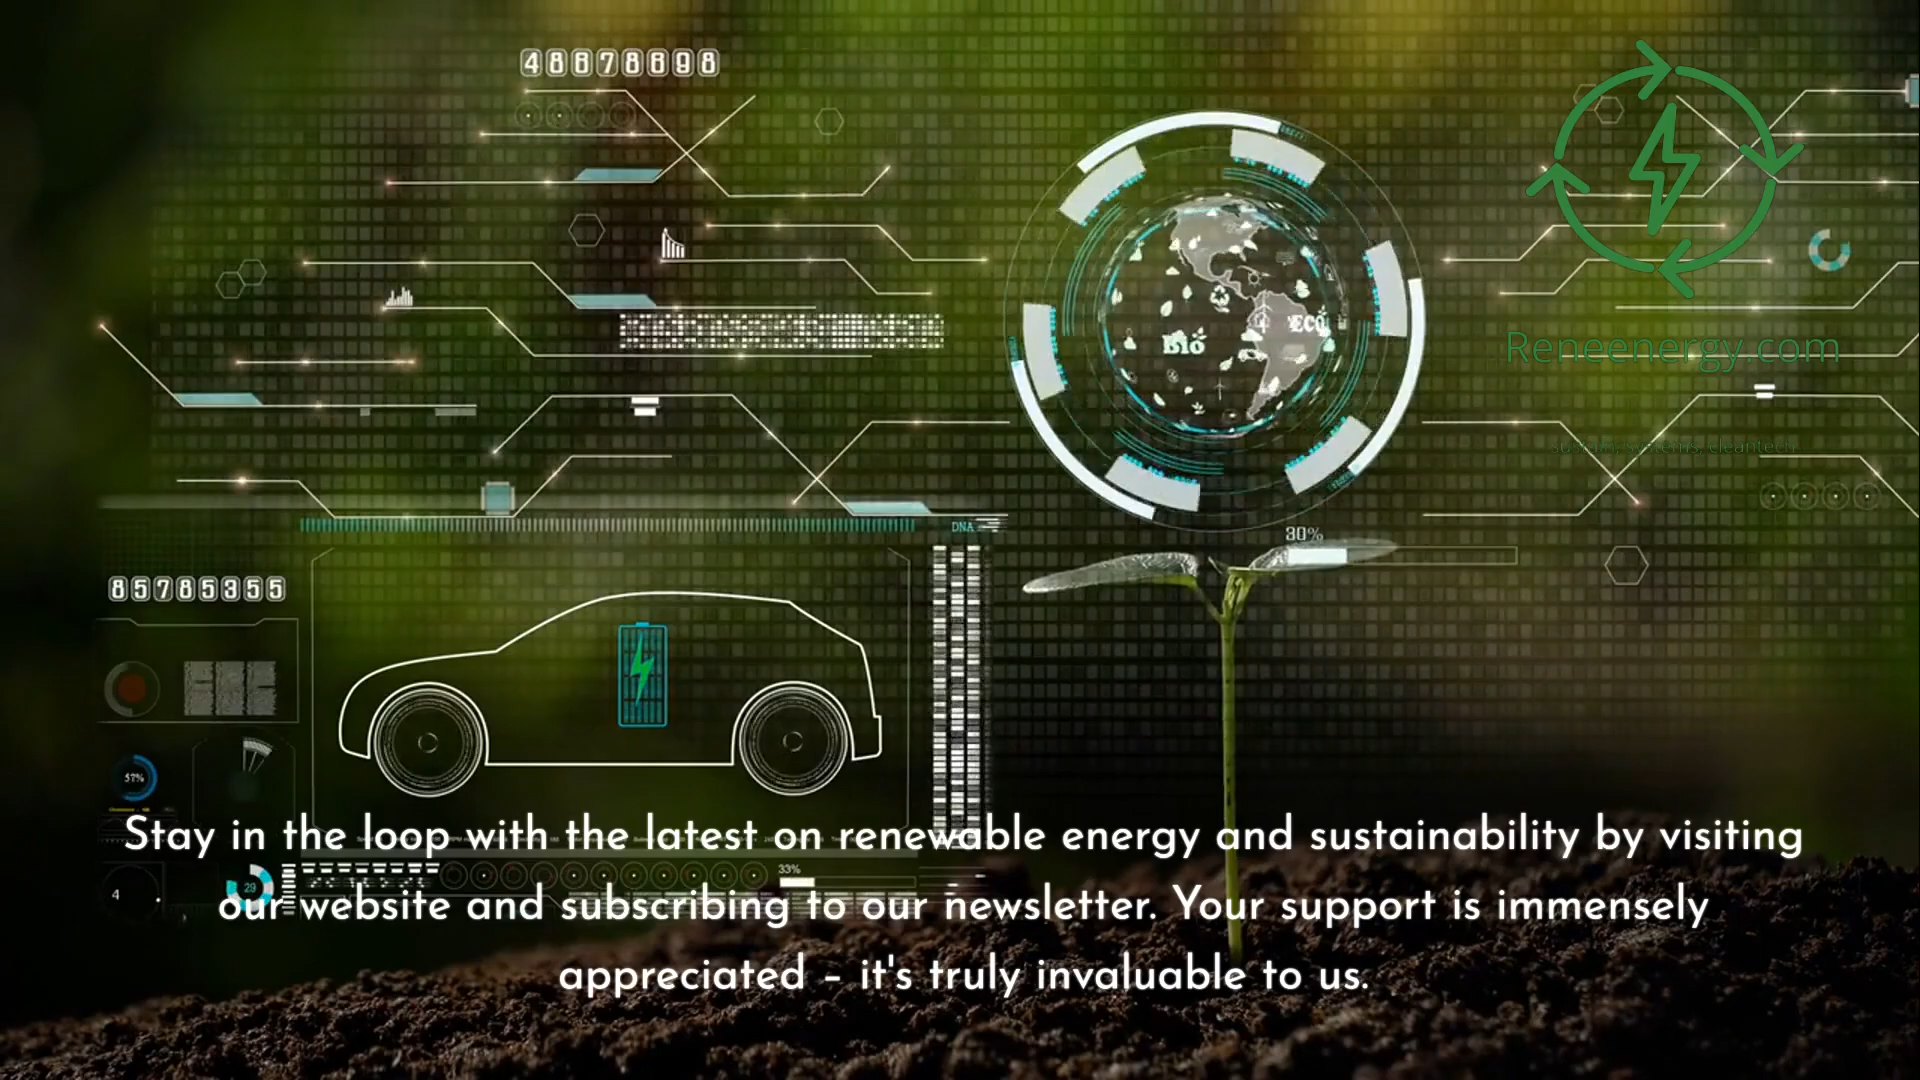 48678698
Reneenergy.com
Bio
ECO
DNA
30%
85785355
57%
Stay in the loop with the latest on renewable energy and sustainability by visiting
33%
4
29
our website and subscribing to our newsletter. Your support is immensely
appreciated – it's truly invaluable to us.